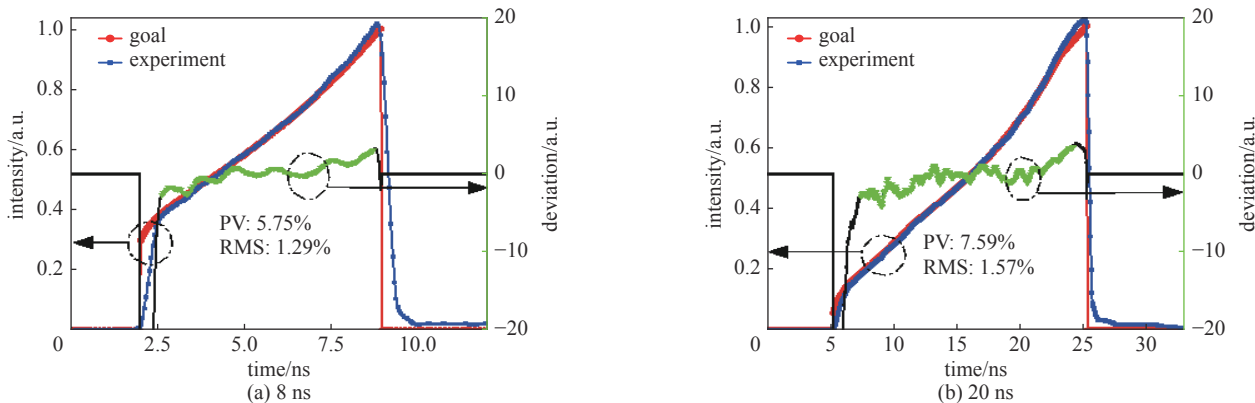 goal
experiment
PV: 5.75%
RMS: 1.29%
intensity/a.u.
1.0
0.8
0.6
0.4
0.2
20
10
0
−10
−20
deviation/a.u.
0
2.5
5.0
7.5
10.0
time/ns
(a) 8 ns
goal
experiment
PV: 7.59%
RMS: 1.57%
intensity/a.u.
1.0
0.8
0.6
0.4
0.2
20
10
0
−10
−20
deviation/a.u.
0
5
10
15
20
25
30
time/ns
(b) 20 ns